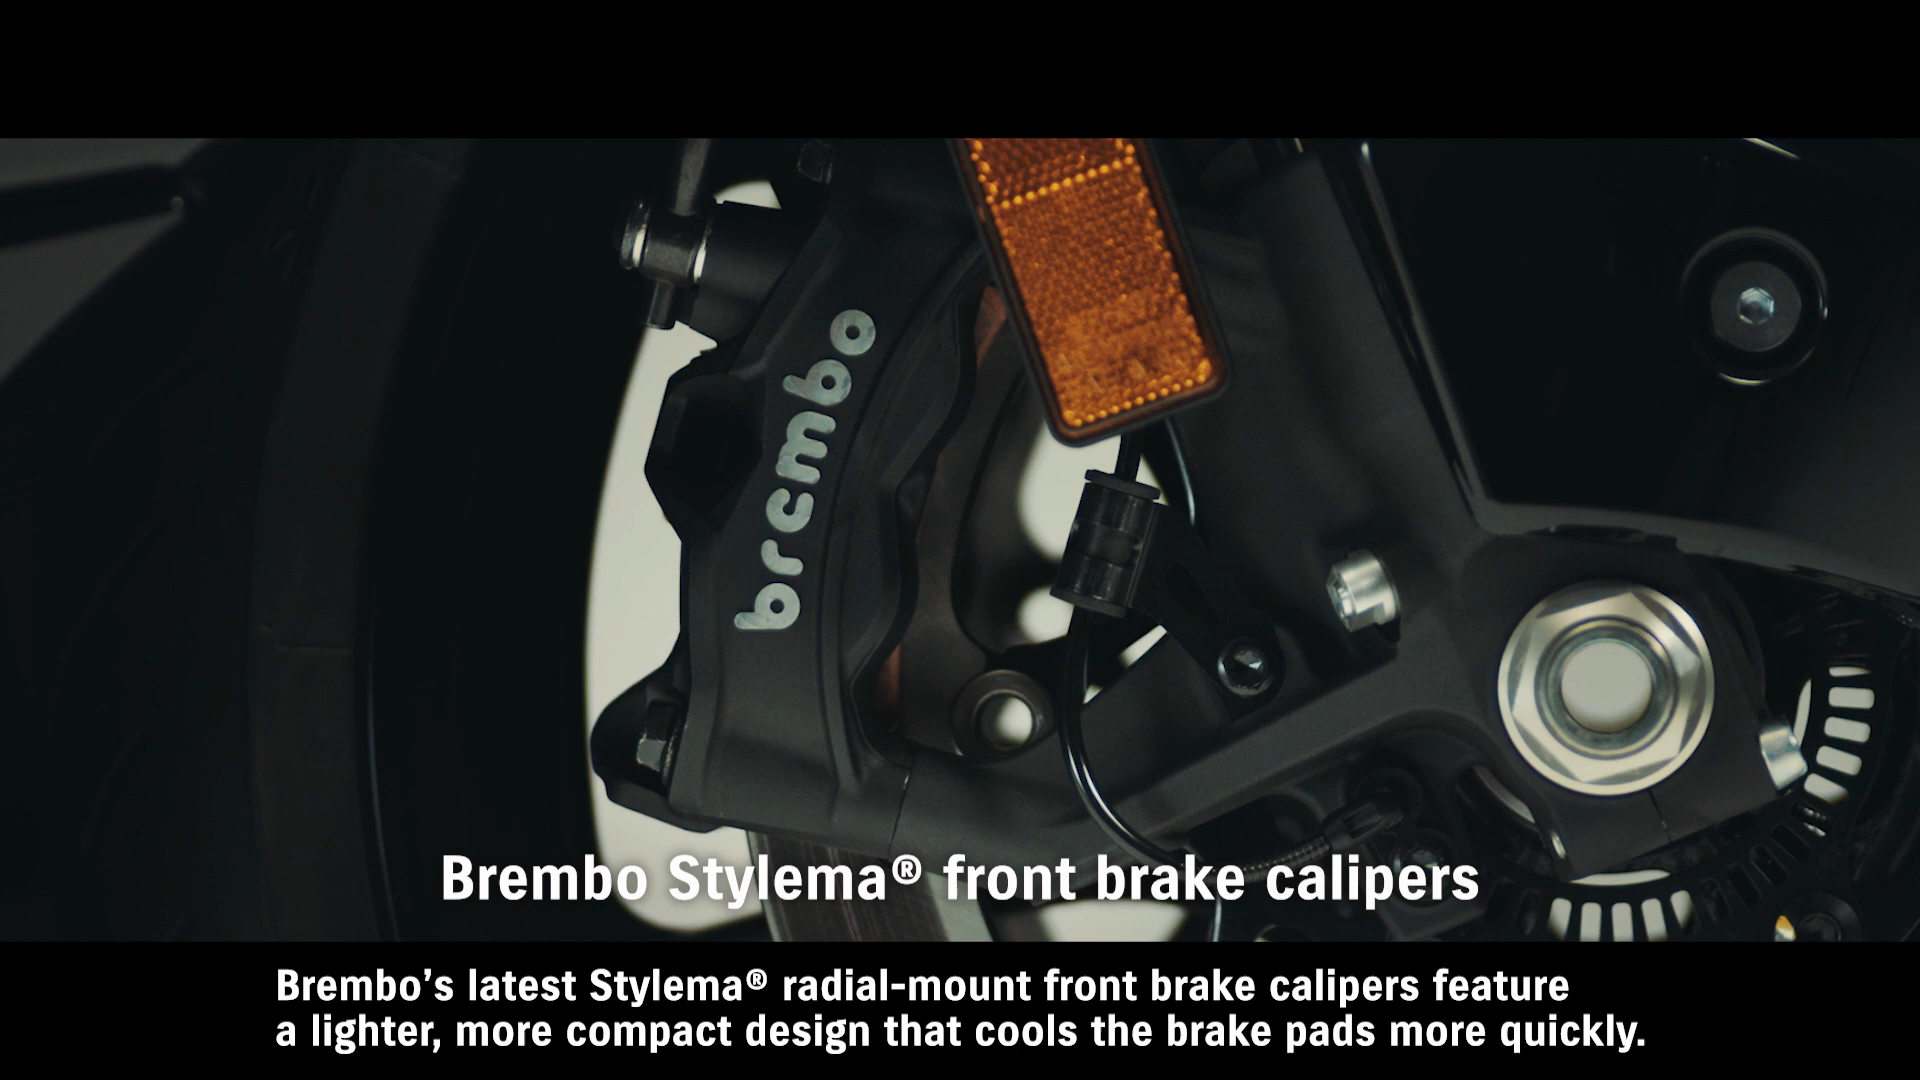 brembo
Brembo Stylema® front brake calipers
Brembo’s latest Stylema® radial-mount front brake calipers feature
a lighter, more compact design that cools the brake pads more quickly.